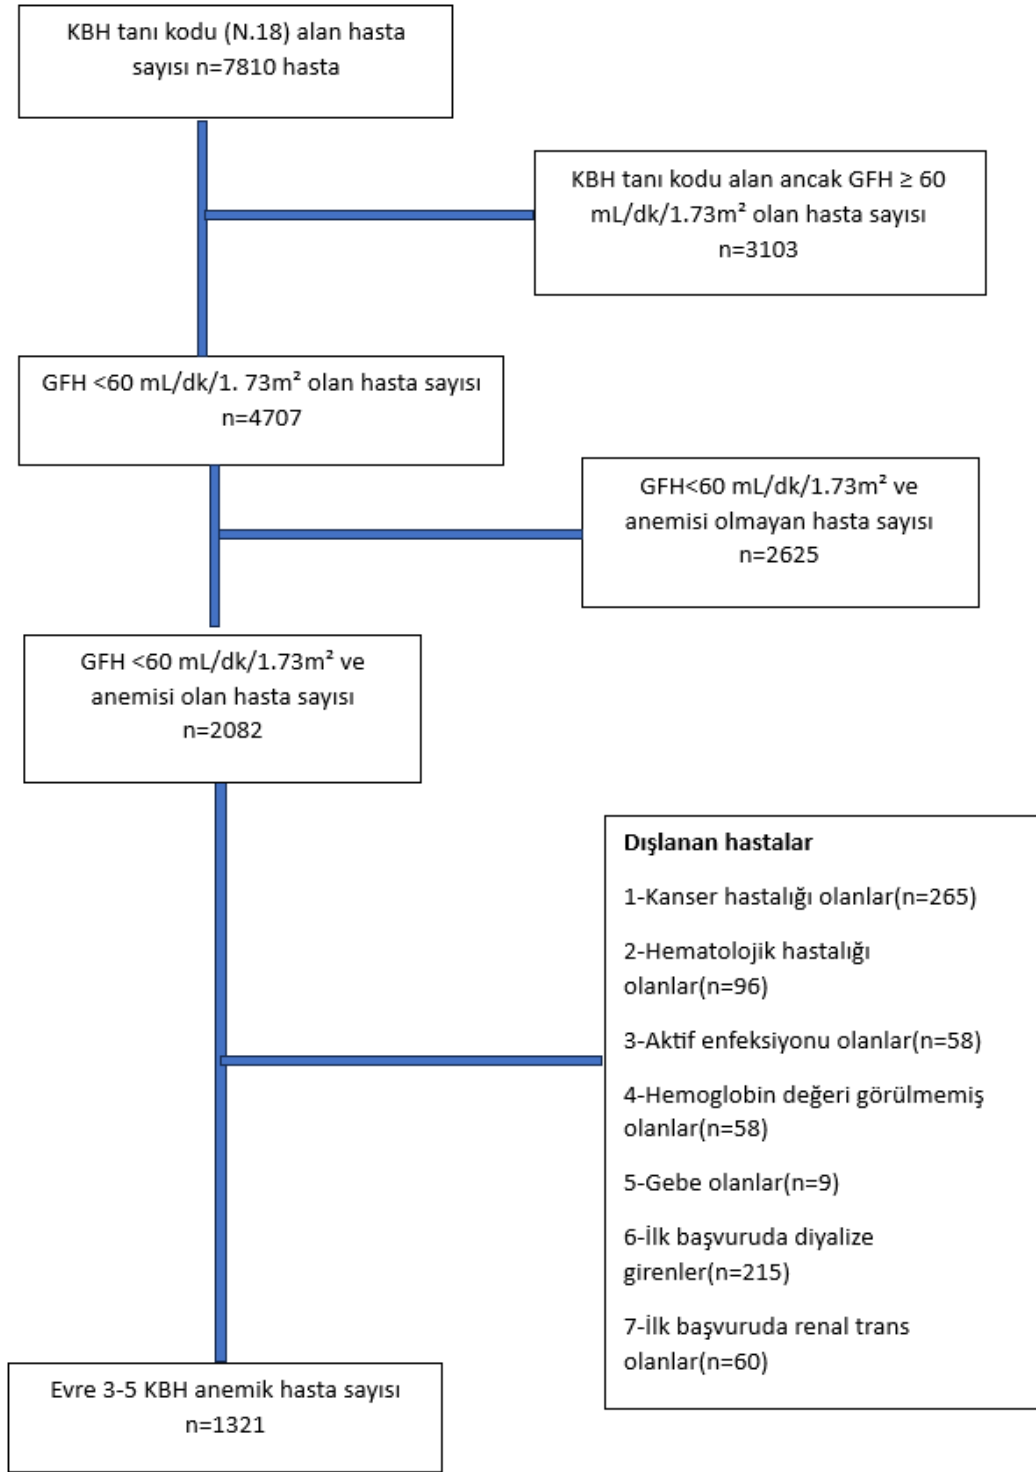 KBH tanı kodu (N.18) alan hasta
sayısı n=7810 hasta
KBH tanı kodu alan ancak GFH ≥ 60
mL/dk/1.73m² olan hasta sayısı
n=3103
GFH <60 mL/dk/1. 73m² olan hasta sayısı
n=4707
GFH<60 mL/dk/1.73m² ve
anemisi olmayan hasta sayısı
n=2625
GFH <60 mL/dk/1.73m² ve
anemisi olan hasta sayısı
n=2082
Dışlanan hastalar
1-Kanser hastalığı olanlar(n=265)
2-Hematolojik hastalığı
olanlar(n=96)
3-Aktif enfeksiyonu olanlar(n=58)
4-Hemoglobin değeri görülmemiş
olanlar(n=58)
5-Gebe olanlar(n=9)
6-İlk başvuruda diyalize
girenler(n=215)
7-İlk başvuruda renal trans
olanlar(n=60)
Evre 3-5 KBH anemik hasta sayısı
n=1321